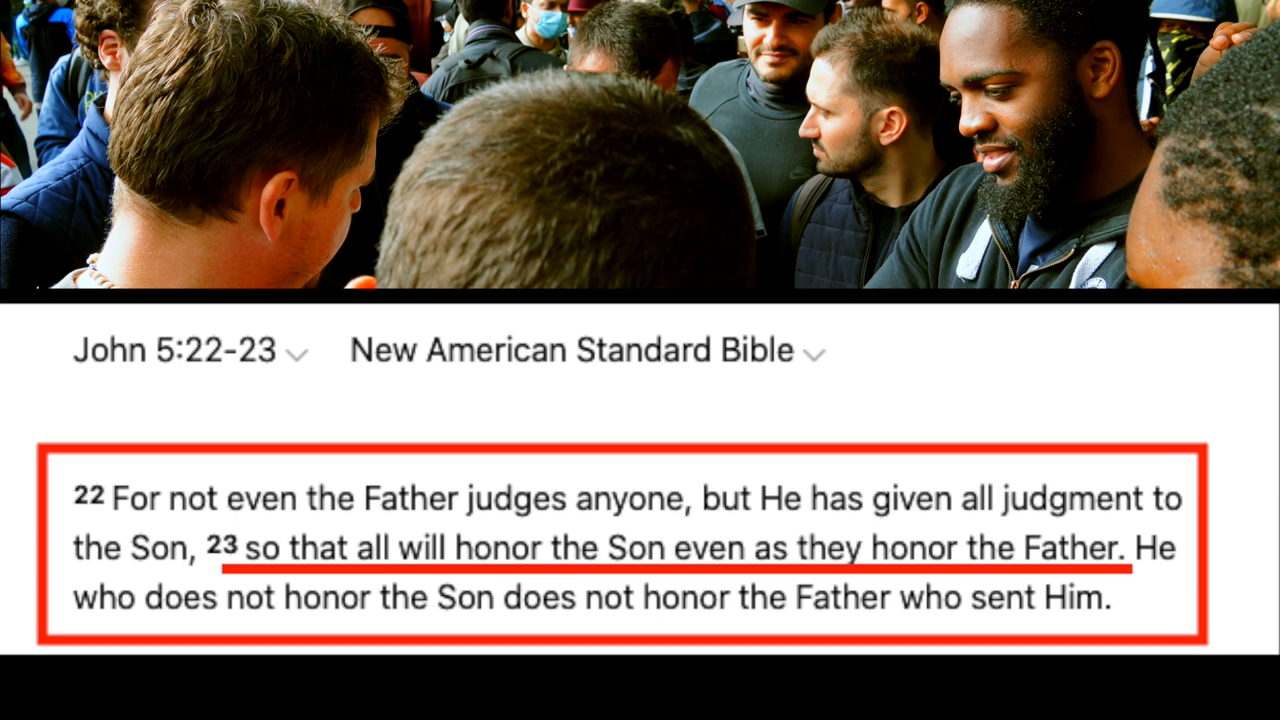 John 5:22-23 New American Standard Bible
22 For not even the Father judges anyone, but He has given all judgment to
the Son, 23 so that all will honor the Son even as they honor the Father. He
who does not honor the Son does not honor the Father who sent Him.